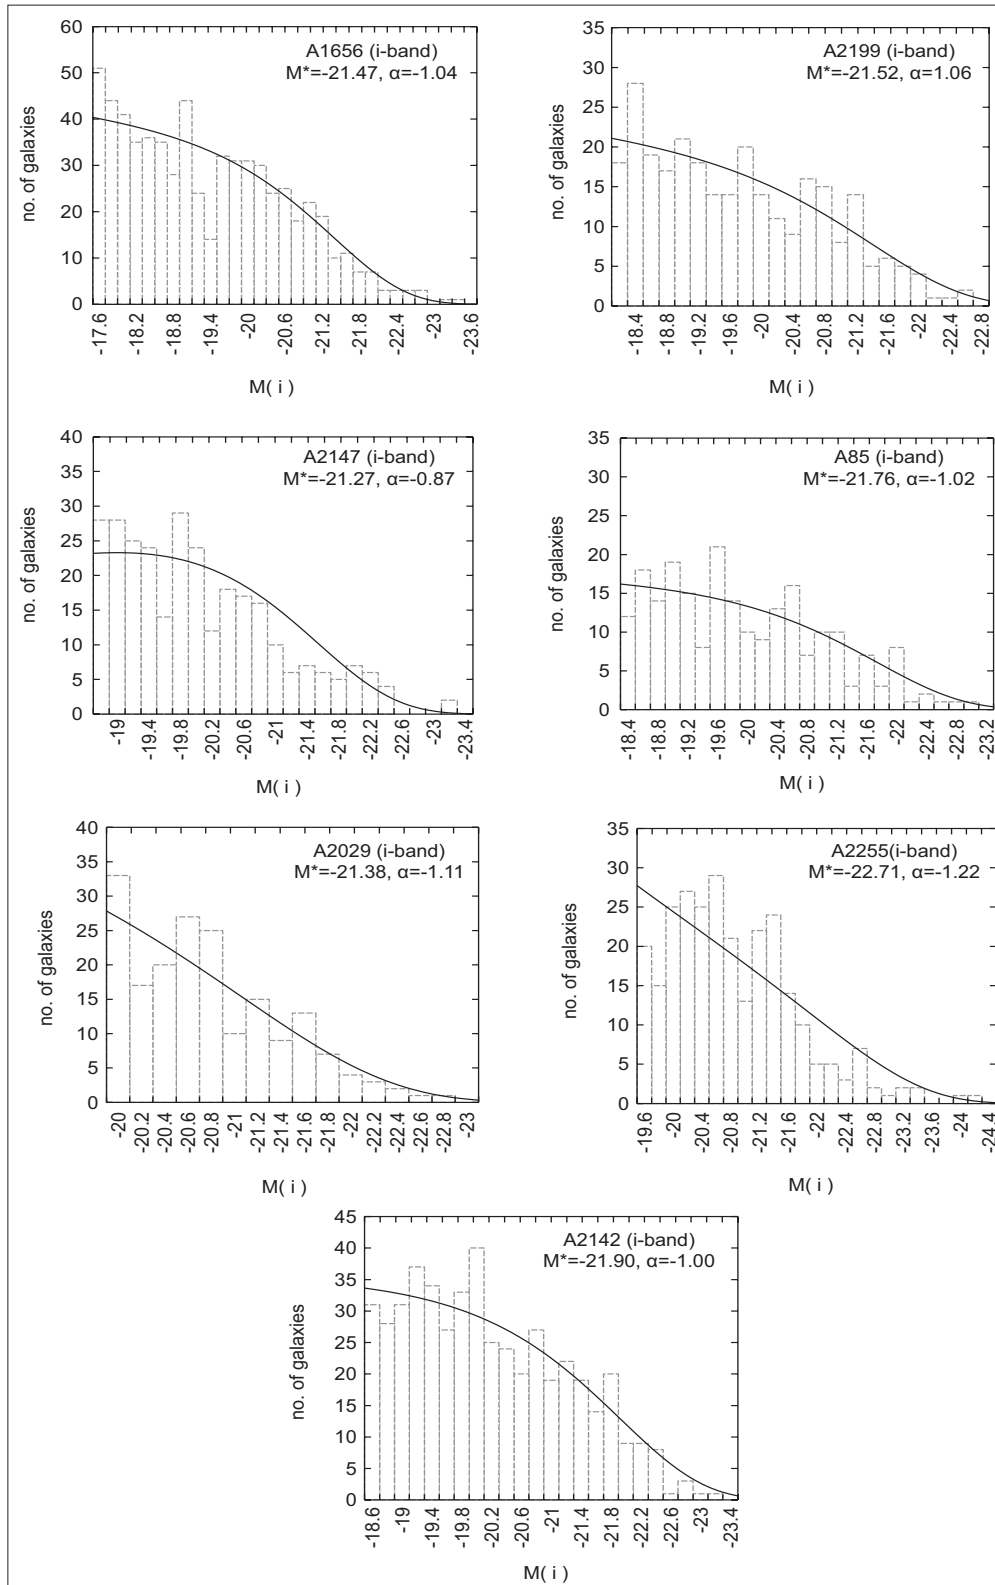 A1656 (i-band)
M*=-21.47, α=-1.04
no. of galaxies
60
50
40
30
20
10
0
-17.6 -18.2 -18.8 -19.4 -20 -20.6 -21.2 -21.8 -22.4 -23 -23.6
M( i )
A2199 (i-band)
M*=-21.52, α=1.06
no. of galaxies
35
30
25
20
15
10
5
0
-18.4 -18.8 -19.2 -19.6 -20 -20.4 -20.8 -21.2 -21.6 -22 -22.4 -22.8
M( i )
A2147 (i-band)
M*=-21.27, α=-0.87
no. of galaxies
40
35
30
25
20
15
10
5
0
-19 -19.4 -19.8 -20.2 -20.6 -21 -21.4 -21.8 -22.2 -22.6 -23 -23.4
M( i )
A85 (i-band)
M*=-21.76, α=-1.02
no. of galaxies
35
30
25
20
15
10
5
0
-18.4 -18.8 -19.2 -19.6 -20 -20.4 -20.8 -21.2 -21.6 -22 -22.4 -22.8 -23.2
M( i )
A2029 (i-band)
M*=-21.38, α=-1.11
no. of galaxies
40
35
30
25
20
15
10
5
0
-20 -20.2 -20.4 -20.6 -20.8 -21 -21.2 -21.4 -21.6 -21.8 -22 -22.2 -22.4 -22.6 -22.8 -23
M( i )
A2255(i-band)
M*=-22.71, α=-1.22
no. of galaxies
35
30
25
20
15
10
5
0
-19.6 -20 -20.4 -20.8 -21.2 -21.6 -22 -22.4 -22.8 -23.2 -23.6 -24 -24.4
M( i )
A2142 (i-band)
M*=-21.90, α=-1.00
no. of galaxies
45
40
35
30
25
20
15
10
5
0
-18.6 -19 -19.4 -19.8 -20.2 -20.6 -21 -21.4 -21.8 -22.2 -22.6 -23 -23.4
M( i )